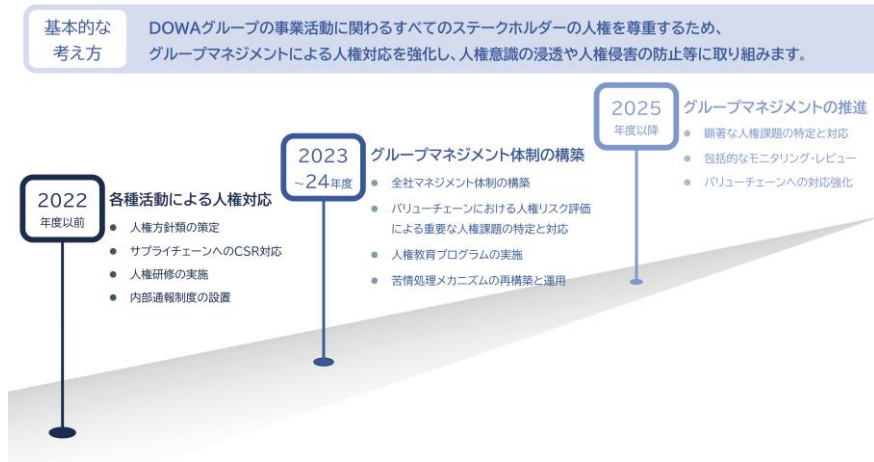 基本的な
考え方
DOWAグループの事業活動に関わるすべてのステークホルダーの人権を尊重するため、
グループマネジメントによる人権対応を強化し、人権意識の浸透や人権侵害の防止等に取り組みます。
2022
年度以前
各種活動による人権対応
● 人権方針類の策定
● サプライチェーンへのCSR対応
● 人権研修の実施
● 内部通報制度の設置
2023
~24年度
グループマネジメント体制の構築
● 全社マネジメント体制の構築
● バリューチェーンにおける人権リスク評価
による重要な人権課題の特定と対応
● 人権教育プログラムの実施
● 苦情処理メカニズムの再構築と運用
2025
年度以降
グループマネジメントの推進
● 顕著な人権課題の特定と対応
● 包括的なモニタリング・レビュー
● バリューチェーンへの対応強化